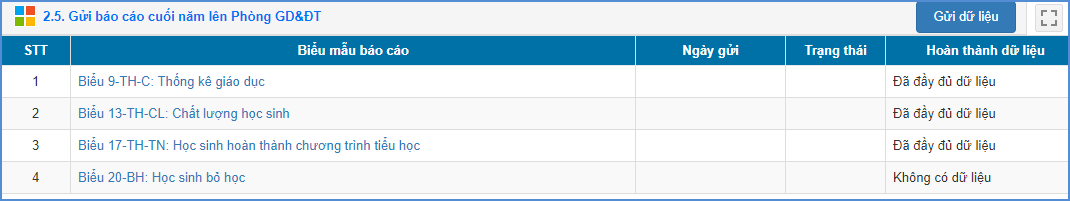 2.5. Gửi báo cáo cuối năm lên Phòng GD&ĐT Gửi dữ liệu
STT Biểu mẫu báo cáo Ngày gửi Trạng thái Hoàn thành dữ liệu
1 Biểu 9-TH-C: Thống kê giáo dục Đã đầy đủ dữ liệu
2 Biểu 13-TH-CL: Chất lượng học sinh Đã đầy đủ dữ liệu
3 Biểu 17-TH-TN: Học sinh hoàn thành chương trình tiểu học Đã đầy đủ dữ liệu
4 Biểu 20-BH: Học sinh bỏ học Không có dữ liệu